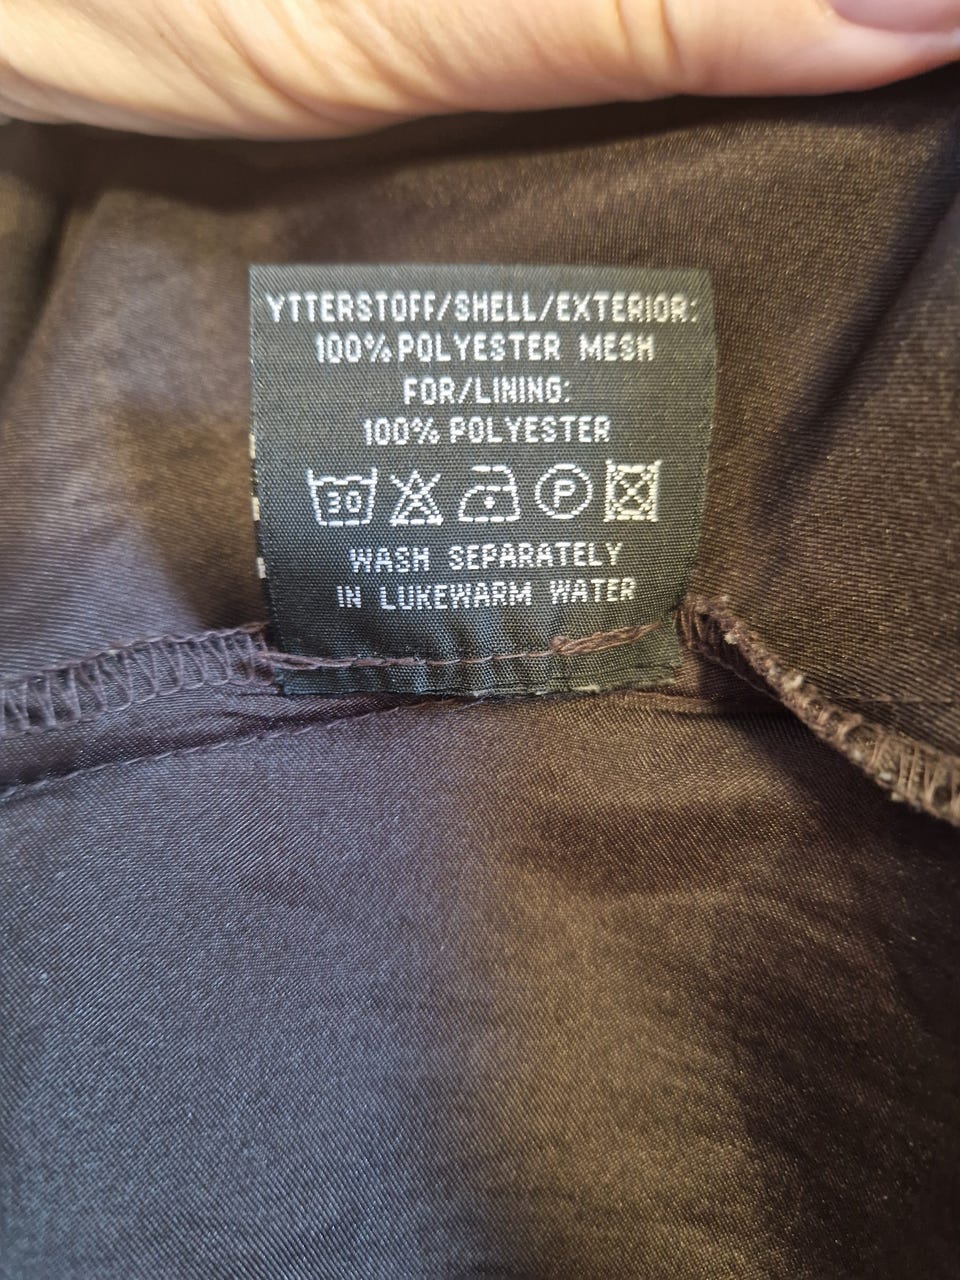 YTTERSTOFF/SHELL/EXTERIOR:
100% POLYESTER MESH
FOR/LINING:
100% POLYESTER
30 P
WASH SEPARATELY
IN LUKEWARM WATER